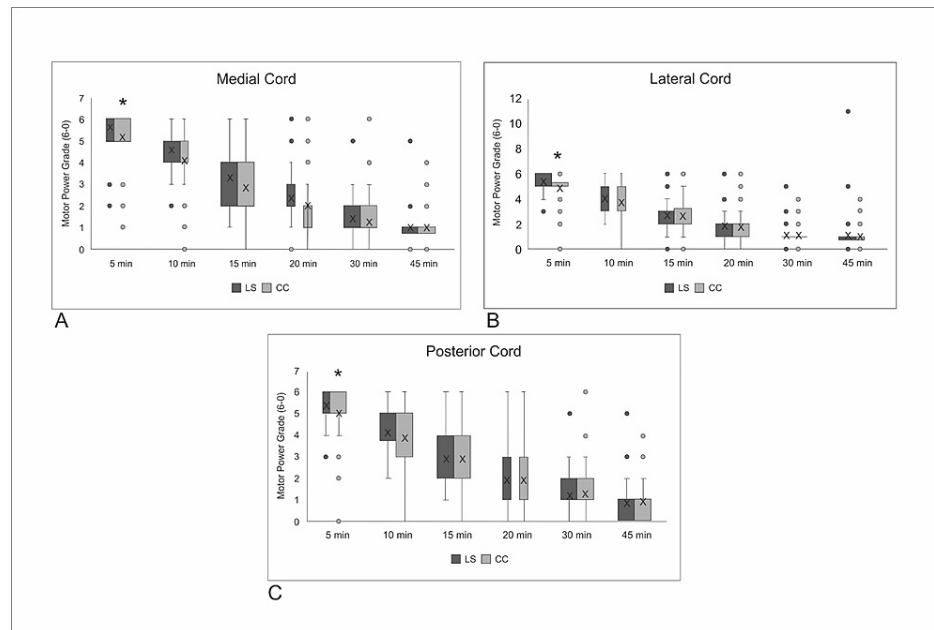 Medial Cord
Motor Power Grade (6-0)
7
6
5
4
3
2
1
0
*
X X X X X X X X X X X X
5 min 10 min 15 min 20 min 30 min 45 min
LS CC
A
Lateral Cord
Motor Power Grade (6-0)
12
10
8
6
4
2
0
*
X X X X X X X X X X X X
5 min 10 min 15 min 20 min 30 min 45 min
LS CC
B
Posterior Cord
Motor Power Grade (6-0)
7
6
5
4
3
2
1
0
*
X X X X X X X X X X X X
5 min 10 min 15 min 20 min 30 min 45 min
LS CC
C